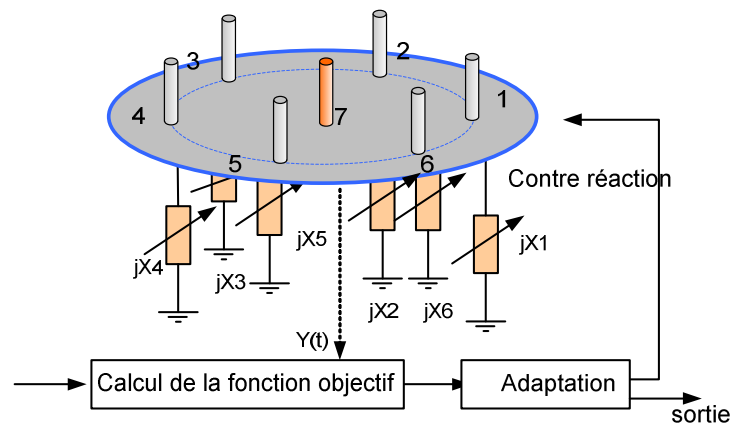 2
3
1
4
7
5
6
Contre réaction
jX5
jX1
jX4
jX3
jX2
jX6
Y(t)
Calcul de la fonction objectif
Adaptation
sortie